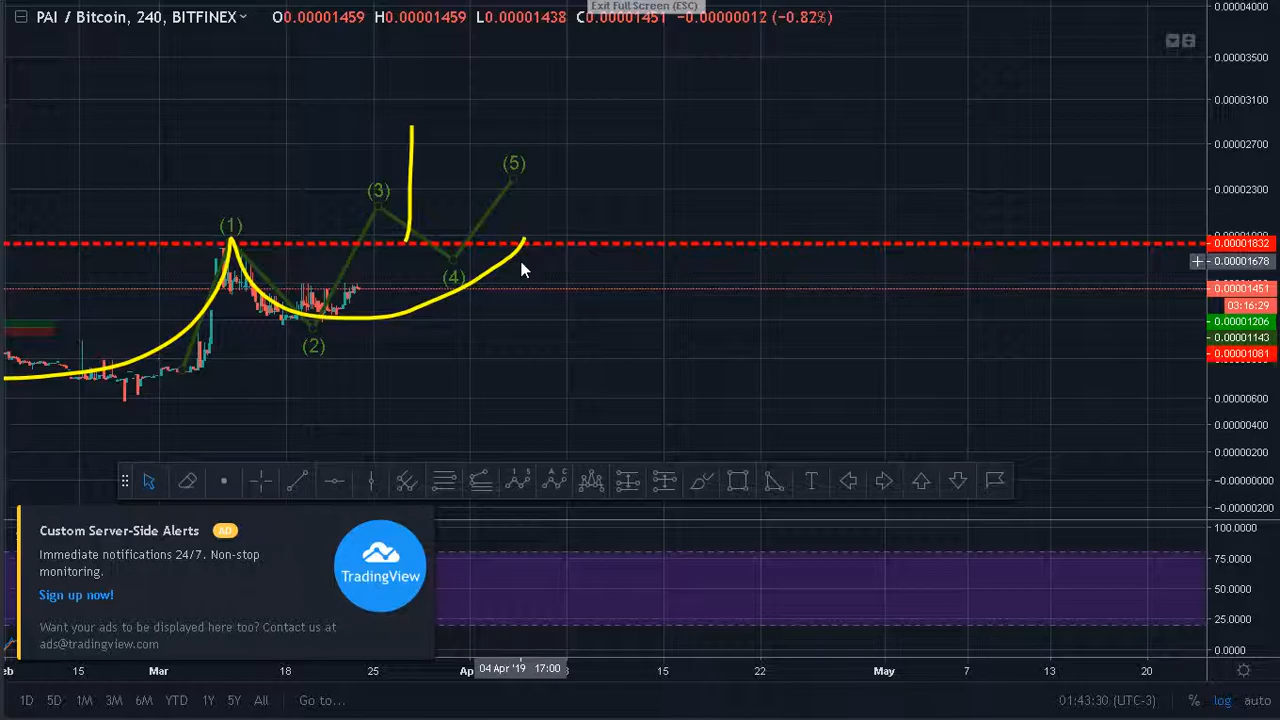 Exit Full Screen (ESC)
PAI / Bitcoin, 240, BITFINEX O0.00001459 H0.00001459 L0.00001438 C0.00001451 −0.00000012 (−0.82%)
0.00004000
0.00003500
0.00003100
0.00002700
0.00002300
0.00001832
0.00001678
0.00001451
03:16:29
0.00001206
0.00001143
0.00001081
0.00000600
0.00000400
0.00000200
−0.00000000
−0.00000200
(1)
(2)
(3)
(4)
(5)
100.0000
75.0000
50.0000
25.0000
0.0000
Custom Server-Side Alerts AD
Immediate notifications 24/7. Non-stop
monitoring.
Sign up now!
Want your ads to be displayed here too? Contact us at
ads@tradingview.com
TradingView
eb 15 Mar 18 25 Ap 04 Apr '19 17:00 8 15 22 May 7 13 20
1D 5D 1M 3M 6M YTD 1Y 5Y All Go to... 01:43:30 (UTC-3) % log auto